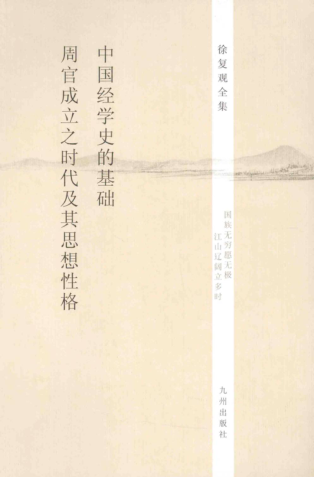 徐复观全集
中国经学史的基础
周官成立之时代及其思想性格
国族无穷愿无极
江山辽阔立多时
九州出版社